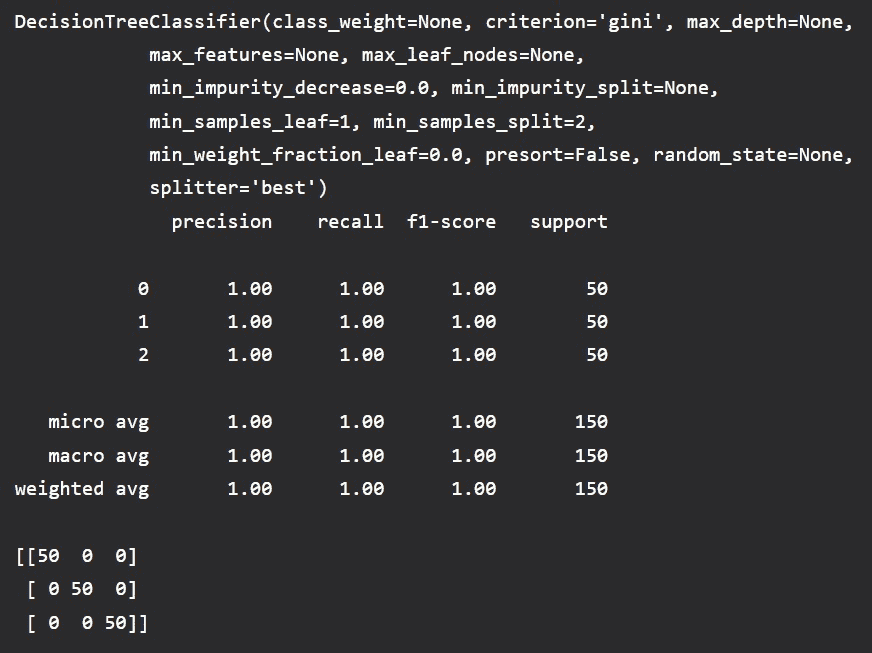 DecisionTreeClassifier(class_weight=None, criterion='gini', max_depth=None,
            max_features=None, max_leaf_nodes=None,
            min_impurity_decrease=0.0, min_impurity_split=None,
            min_samples_leaf=1, min_samples_split=2,
            min_weight_fraction_leaf=0.0, presort=False, random_state=None,
            splitter='best')
              precision    recall  f1-score   support

           0       1.00      1.00      1.00        50
           1       1.00      1.00      1.00        50
           2       1.00      1.00      1.00        50

   micro avg       1.00      1.00      1.00       150
   macro avg       1.00      1.00      1.00       150
weighted avg       1.00      1.00      1.00       150

[[50  0  0]
 [ 0 50  0]
 [ 0  0 50]]